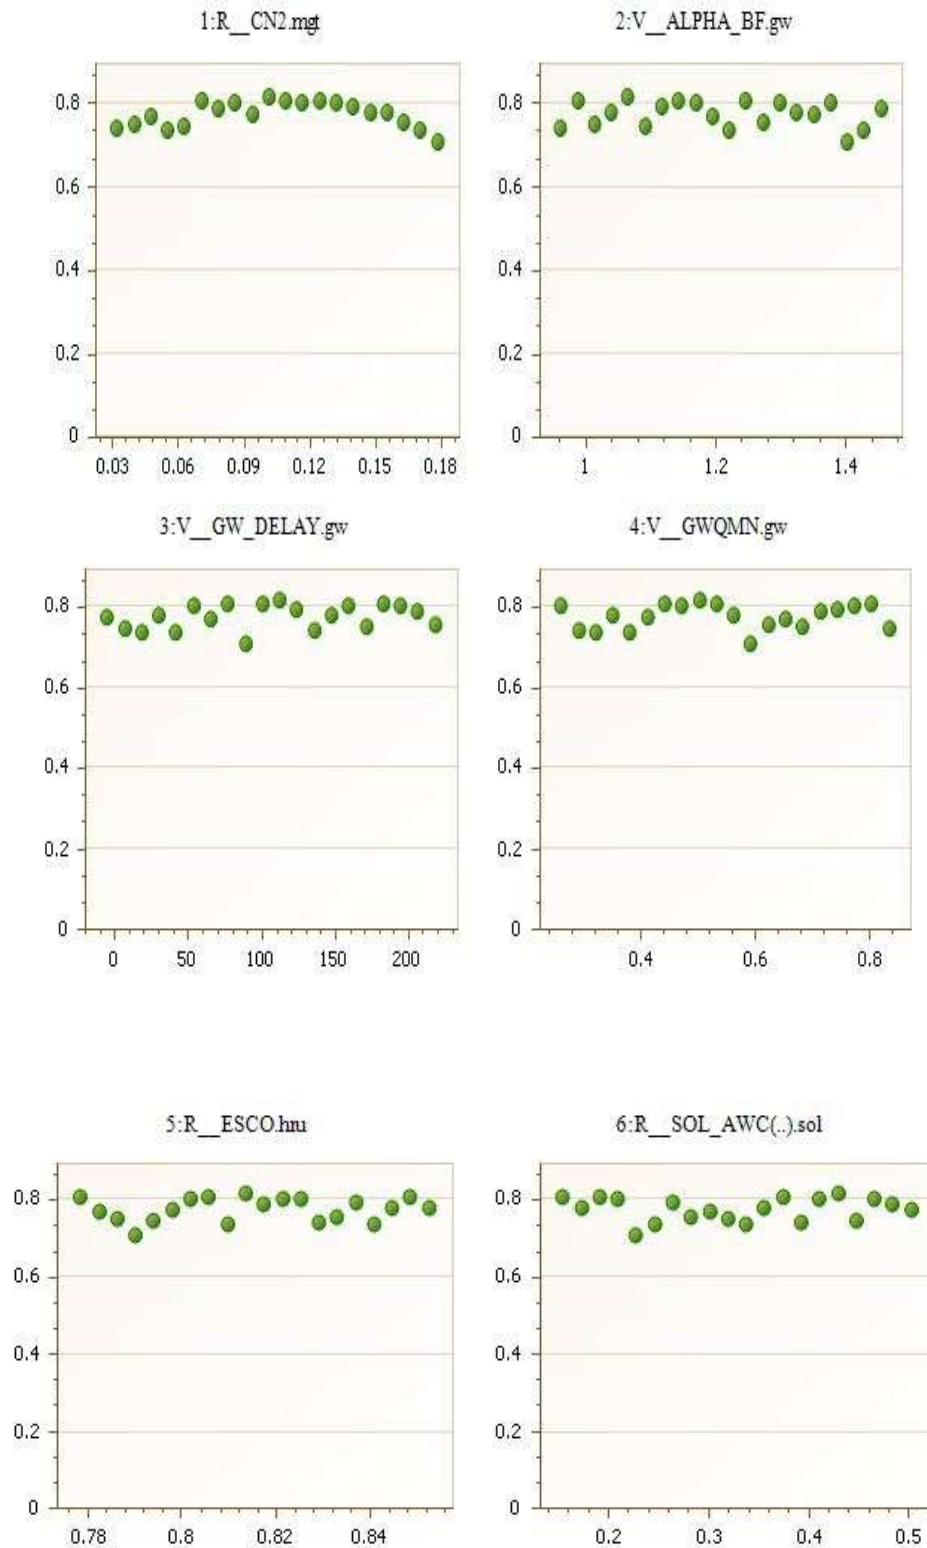 1:R__CN2.mgt
2:V__ALPHA_BF.gw
0.8
0.6
0.4
0.2
0
0.03 0.06 0.09 0.12 0.15 0.18
0.8
0.6
0.4
0.2
0
1 1.2 1.4
3:V__GW_DELAY.gw
4:V__GWQMN.gw
0.8
0.6
0.4
0.2
0
0 50 100 150 200
0.8
0.6
0.4
0.2
0
0.4 0.6 0.8
5:R__ESCO.hru
6:R__SOL_AWC(..).sol
0.8
0.6
0.4
0.2
0
0.78 0.8 0.82 0.84
0.8
0.6
0.4
0.2
0
0.2 0.3 0.4 0.5